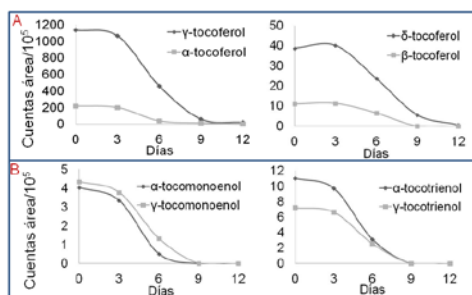 A
Cuentas área/10⁵
1200
1000
800
600
400
200
0
γ-tocoferol
α-tocoferol
0 3 6 9 12
Días
50
40
30
20
10
0
δ-tocoferol
β-tocoferol
0 3 6 9 12
Días
B
Cuentas área/10⁵
5
4
3
2
1
0
α-tocomonoenol
γ-tocomonoenol
0 3 6 9 12
Días
12
10
8
6
4
2
0
α-tocotrienol
γ-tocotrienol
0 3 6 9 12
Días